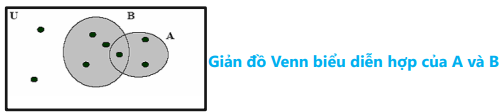 U
B
A
Giản đồ Venn biểu diễn hợp của A và B